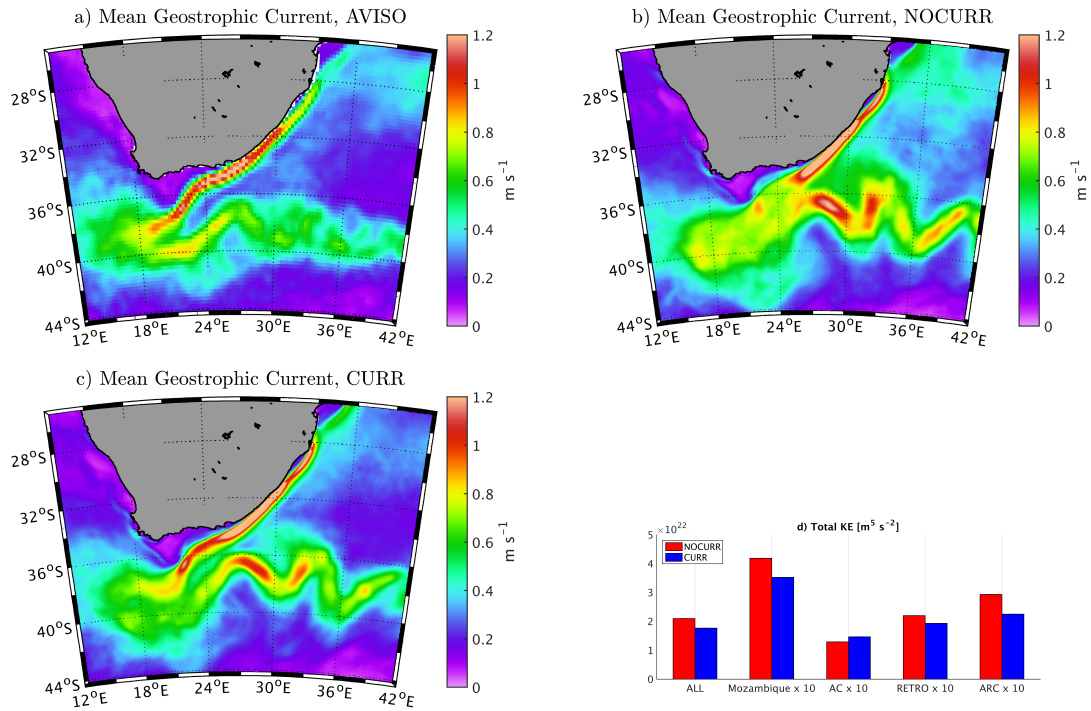 a) Mean Geostrophic Current, AVISO
28°S
32°S
36°S
40°S
44°S
12°E
18°E
24°E
30°E
36°E
42°E
1.2
1
0.8
0.6
0.4
0.2
0
m s⁻¹
b) Mean Geostrophic Current, NOCURR
28°S
32°S
36°S
40°S
44°S
12°E
18°E
24°E
30°E
36°E
42°E
1.2
1
0.8
0.6
0.4
0.2
0
m s⁻¹
c) Mean Geostrophic Current, CURR
28°S
32°S
36°S
40°S
44°S
12°E
18°E
24°E
30°E
36°E
42°E
1.2
1
0.8
0.6
0.4
0.2
0
m s⁻¹
d) Total KE [m⁵ s⁻²]
×10²²
5
4
3
2
1
0
NOCURR
CURR
ALL
Mozambique x 10
AC x 10
RETRO x 10
ARC x 10